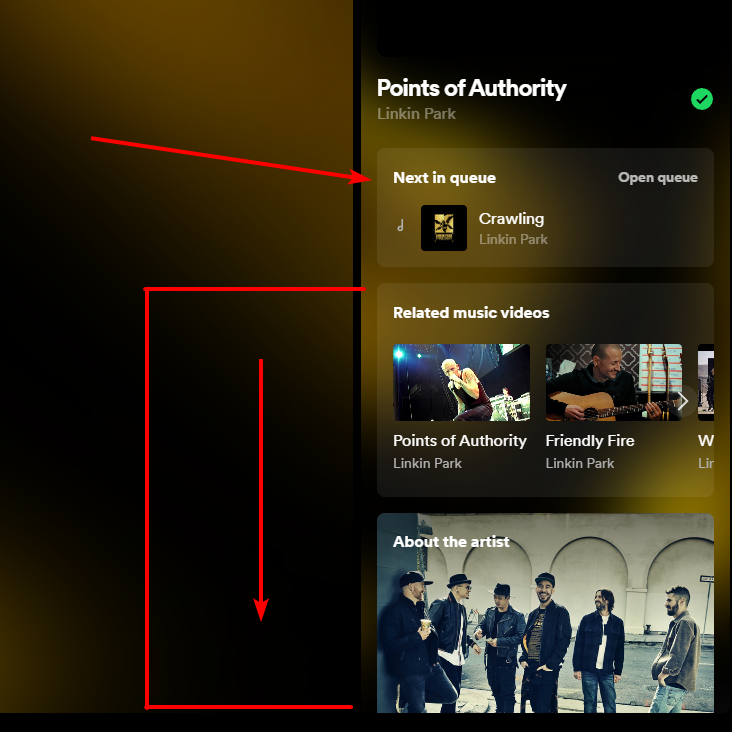 Points of Authority
Linkin Park
Next in queue
Open queue
Crawling
Linkin Park
Related music videos
Points of Authority
Linkin Park
Friendly Fire
Linkin Park
W
Lin
About the artist